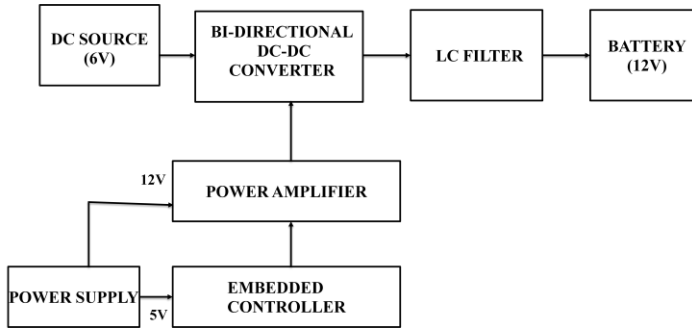 DC SOURCE
(6V)
BI-DIRECTIONAL
DC-DC
CONVERTER
LC FILTER
BATTERY
(12V)
12V
POWER AMPLIFIER
POWER SUPPLY
5V
EMBEDDED
CONTROLLER